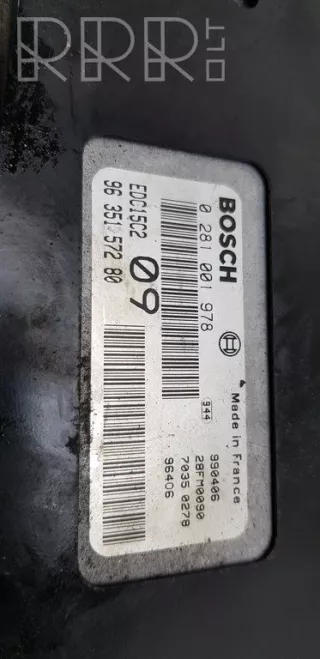 RRR.LT
BOSCH
0 281 001 978
EDC15C2
96 351 572 80
09
944
Made in France
990406
28FM0090
7035 0278
96406